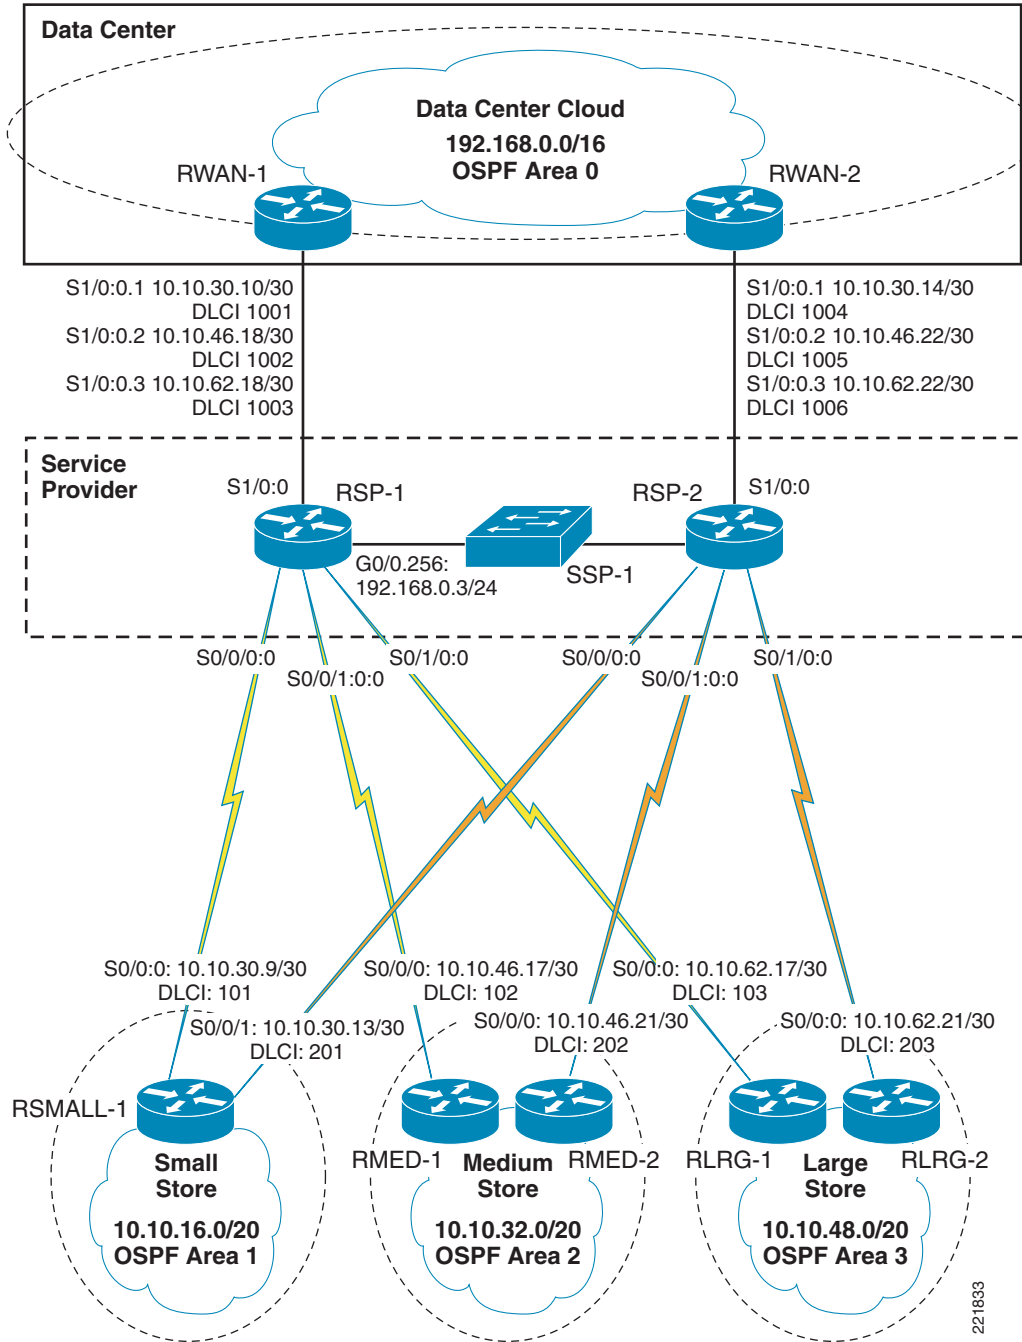 Data Center
Data Center Cloud
192.168.0.0/16
OSPF Area 0
RWAN-1
RWAN-2
S1/0:0.1 10.10.30.10/30
DLCI 1001
S1/0:0.2 10.10.46.18/30
DLCI 1002
S1/0:0.3 10.10.62.18/30
DLCI 1003
S1/0:0.1 10.10.30.14/30
DLCI 1004
S1/0:0.2 10.10.46.22/30
DLCI 1005
S1/0:0.3 10.10.62.22/30
DLCI 1006
Service
Provider
S1/0:0
RSP-1
RSP-2
S1/0:0
G0/0.256:
192.168.0.3/24
SSP-1
S0/0/0:0
S0/0/1:0:0
S0/1/0:0
S0/0/0:0
S0/0/1:0:0
S0/1/0:0
S0/0:0: 10.10.30.9/30
DLCI: 101
S0/0/0: 10.10.46.17/30
DLCI: 102
S0/0:0: 10.10.62.17/30
DLCI: 103
S0/0/1: 10.10.30.13/30
DLCI: 201
S0/0/0: 10.10.46.21/30
DLCI: 202
S0/0:0: 10.10.62.21/30
DLCI: 203
RSMALL-1
Small
Store
10.10.16.0/20
OSPF Area 1
RMED-1
Medium
Store
RMED-2
10.10.32.0/20
OSPF Area 2
RLRG-1
Large
Store
RLRG-2
10.10.48.0/20
OSPF Area 3
221833